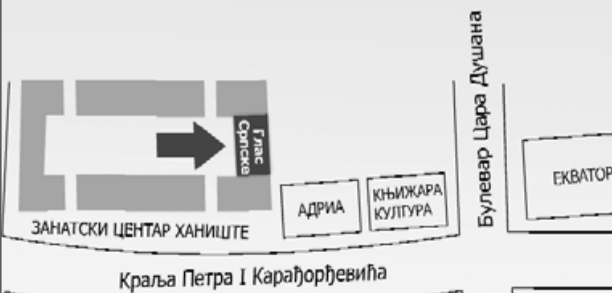 Булевар Цара Душана
Глас
Српске
ЕКВАТОР
АДРИА
КЊИЖАРА
КУЛТУРА
ЗАНАТСКИ ЦЕНТАР ХАНИШТЕ
Краља Петра I Карађорђевића